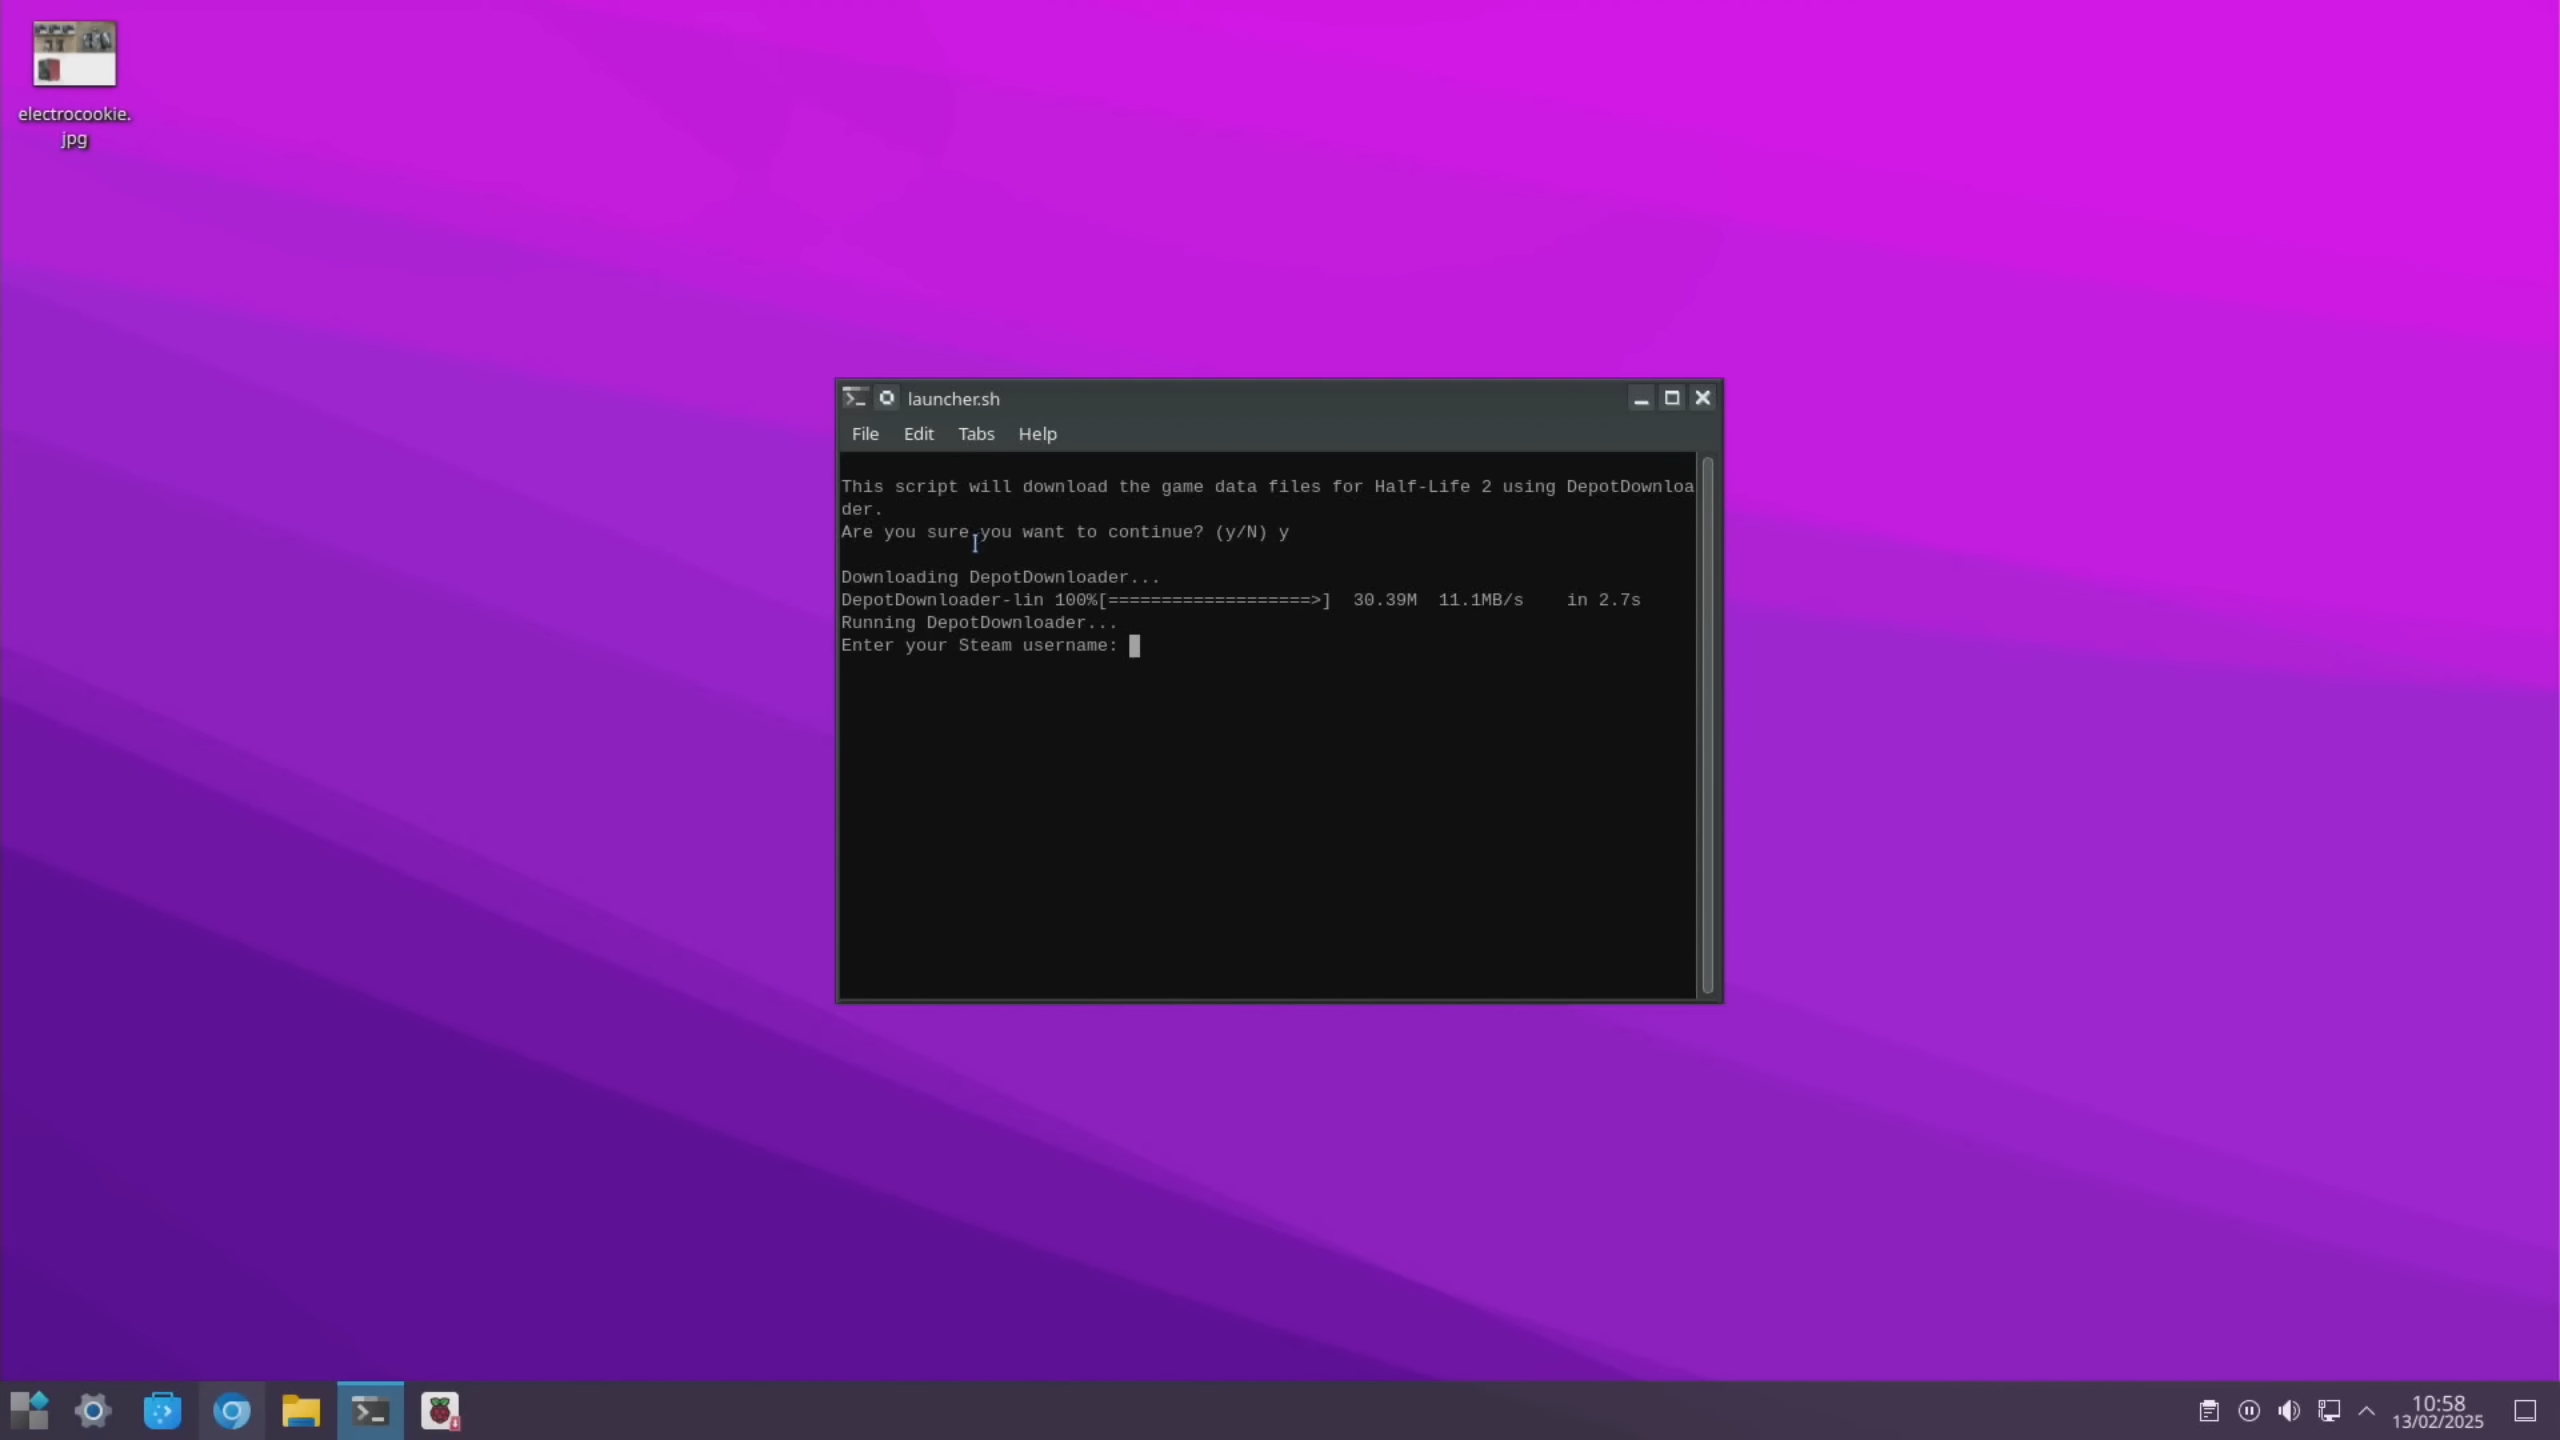 electrocookie.
jpg
launcher.sh
File Edit Tabs Help
This script will download the game data files for Half-Life 2 using DepotDownloa
der.
Are you sure you want to continue? (y/N) y
Downloading DepotDownloader...
DepotDownloader-lin 100%[===================>] 30.39M 11.1MB/s in 2.7s
Running DepotDownloader...
Enter your Steam username:
10:58
13/02/2025